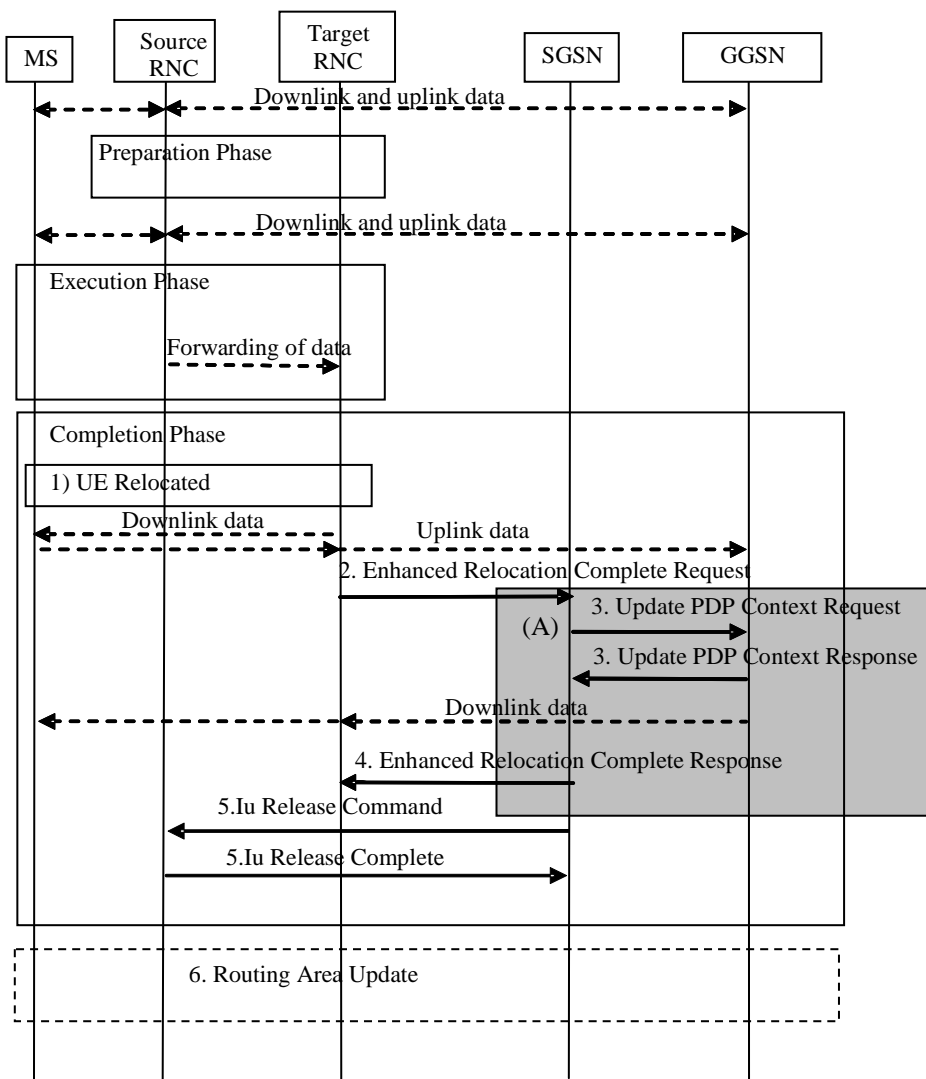 MS
Source
RNC
Target
RNC
SGSN
GGSN
Downlink and uplink data
Preparation Phase
Downlink and uplink data
Execution Phase
Forwarding of data
Completion Phase
1) UE Relocated
Downlink data
Uplink data
2. Enhanced Relocation Complete Request
(A)
3. Update PDP Context Request
3. Update PDP Context Response
Downlink data
4. Enhanced Relocation Complete Response
5.Iu Release Command
5.Iu Release Complete
6. Routing Area Update